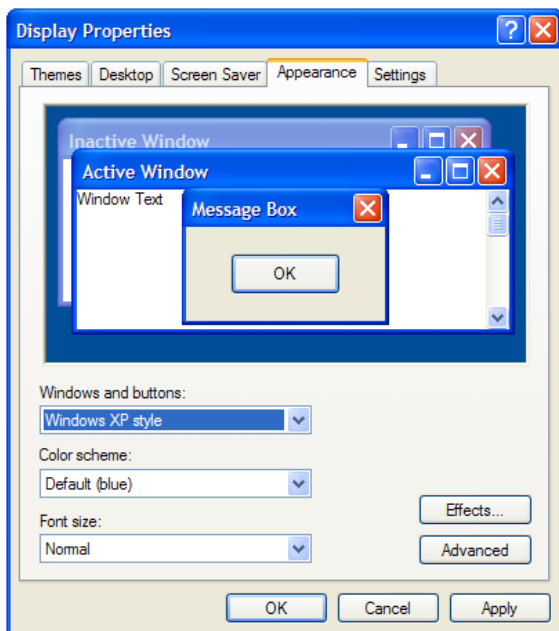 Display Properties
Themes Desktop Screen Saver Appearance Settings
Inactive Window
Active Window
Window Text
Message Box
OK
Windows and buttons:
Windows XP style
Color scheme:
Default (blue)
Effects...
Font size:
Normal
Advanced
OK Cancel Apply